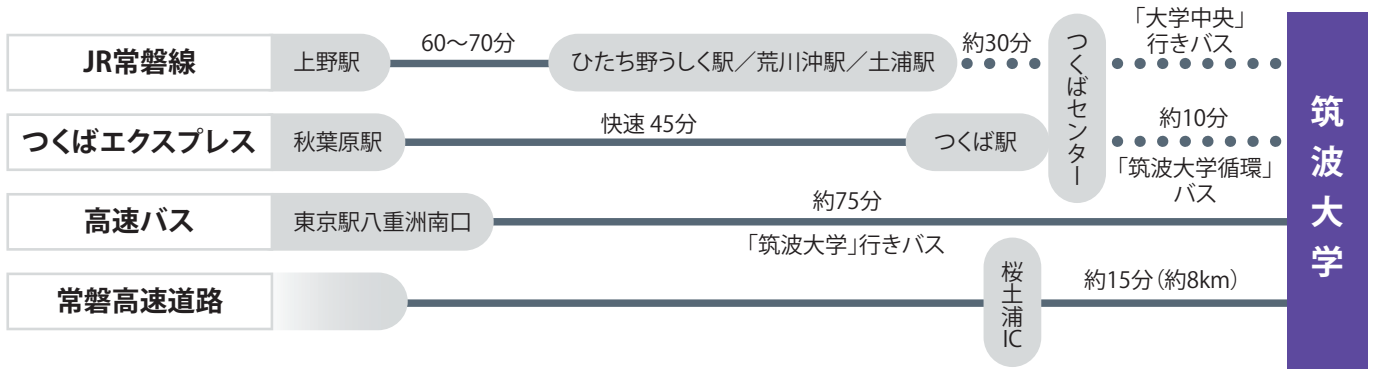 JR常磐線
上野駅
60〜70分
ひたち野うしく駅／荒川沖駅／土浦駅
約30分
つくばセンター
「大学中央」
行きバス
つくばエクスプレス
秋葉原駅
快速 45分
つくば駅
約10分
「筑波大学循環」
バス
高速バス
東京駅八重洲南口
約75分
「筑波大学」行きバス
常磐高速道路
桜土浦IC
約15分（約8km）
筑波大学